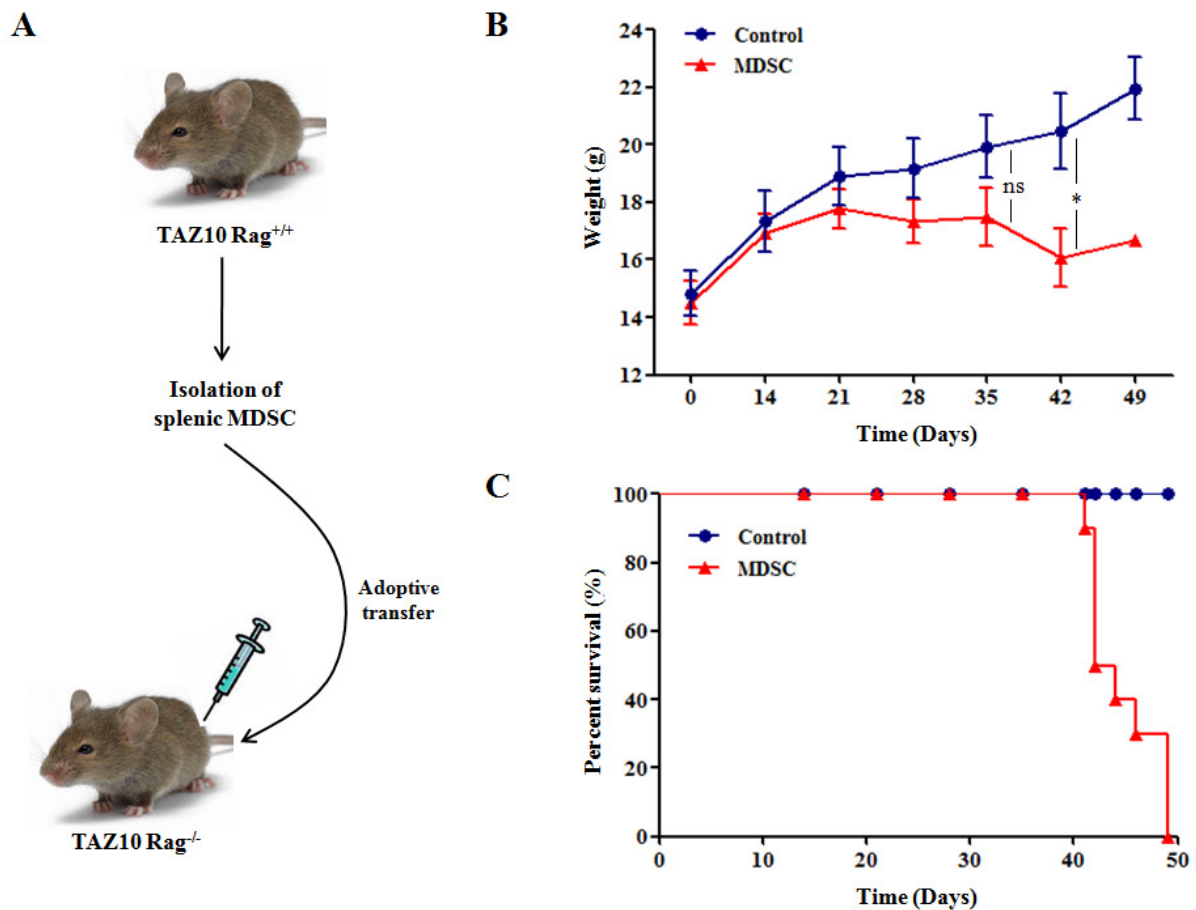 A
TAZ10 Rag+/+
Isolation of
splenic MDSC
Adoptive
transfer
TAZ10 Rag-/-
B
Control
MDSC
Weight (g)
24
22
20
18
16
14
12
ns
*
0 14 21 28 35 42 49
Time (Days)
C
Control
MDSC
Percent survival (%)
100
80
60
40
20
0
0 10 20 30 40 50
Time (Days)